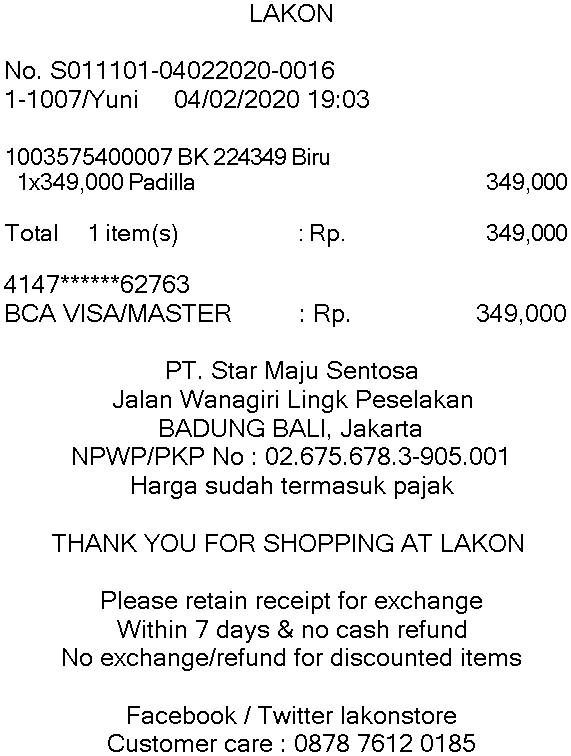 LAKON
No. S011101-04022020-0016
1-1007/Yuni 04/02/2020 19:03
1003575400007 BK 224349 Biru
1x349,000 Padilla 349,000
Total 1 item(s) : Rp. 349,000
4147******62763
BCA VISA/MASTER : Rp. 349,000
PT. Star Maju Sentosa
Jalan Wanagiri Lingk Peselakan
BADUNG BALI, Jakarta
NPWP/PKP No : 02.675.678.3-905.001
Harga sudah termasuk pajak
THANK YOU FOR SHOPPING AT LAKON
Please retain receipt for exchange
Within 7 days & no cash refund
No exchange/refund for discounted items
Facebook / Twitter lakonstore
Customer care : 0878 7612 0185